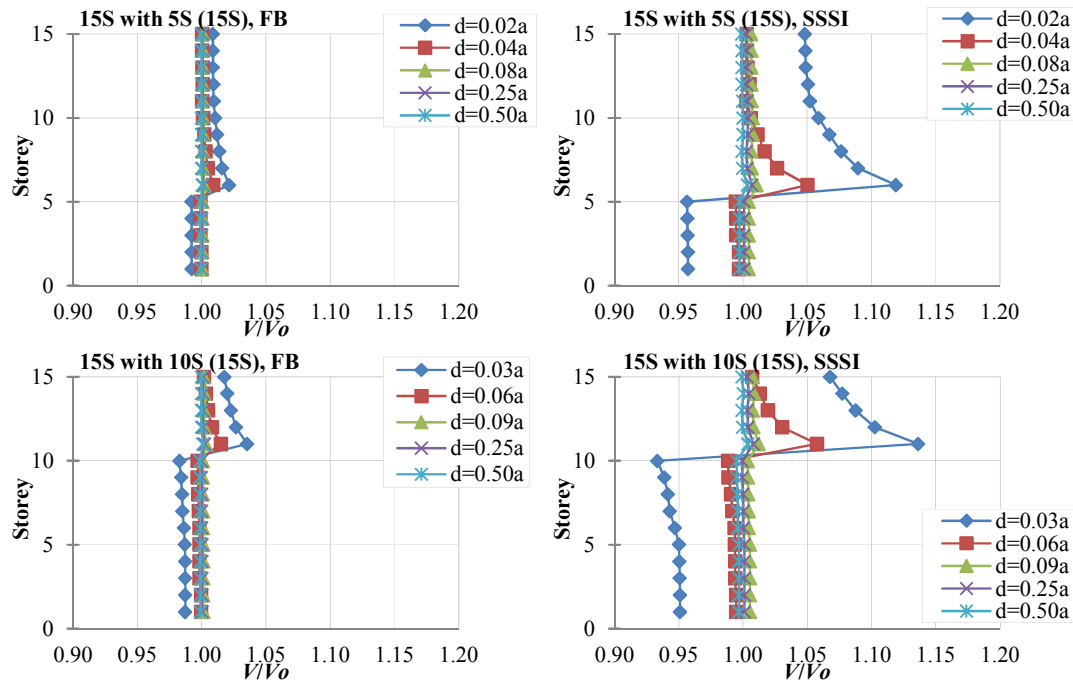 15S with 5S (15S), FB
15
10
5
0
Storey
0.90 0.95 1.00 1.05 1.10 1.15 1.20
V/Vo
d=0.02a
d=0.04a
d=0.08a
d=0.25a
d=0.50a
15S with 5S (15S), SSSI
15
10
5
0
Storey
0.90 0.95 1.00 1.05 1.10 1.15 1.20
V/Vo
d=0.02a
d=0.04a
d=0.08a
d=0.25a
d=0.50a
15S with 10S (15S), FB
15
10
5
0
Storey
0.90 0.95 1.00 1.05 1.10 1.15 1.20
V/Vo
d=0.03a
d=0.06a
d=0.09a
d=0.25a
d=0.50a
15S with 10S (15S), SSSI
15
10
5
0
Storey
0.90 0.95 1.00 1.05 1.10 1.15 1.20
V/Vo
d=0.03a
d=0.06a
d=0.09a
d=0.25a
d=0.50a